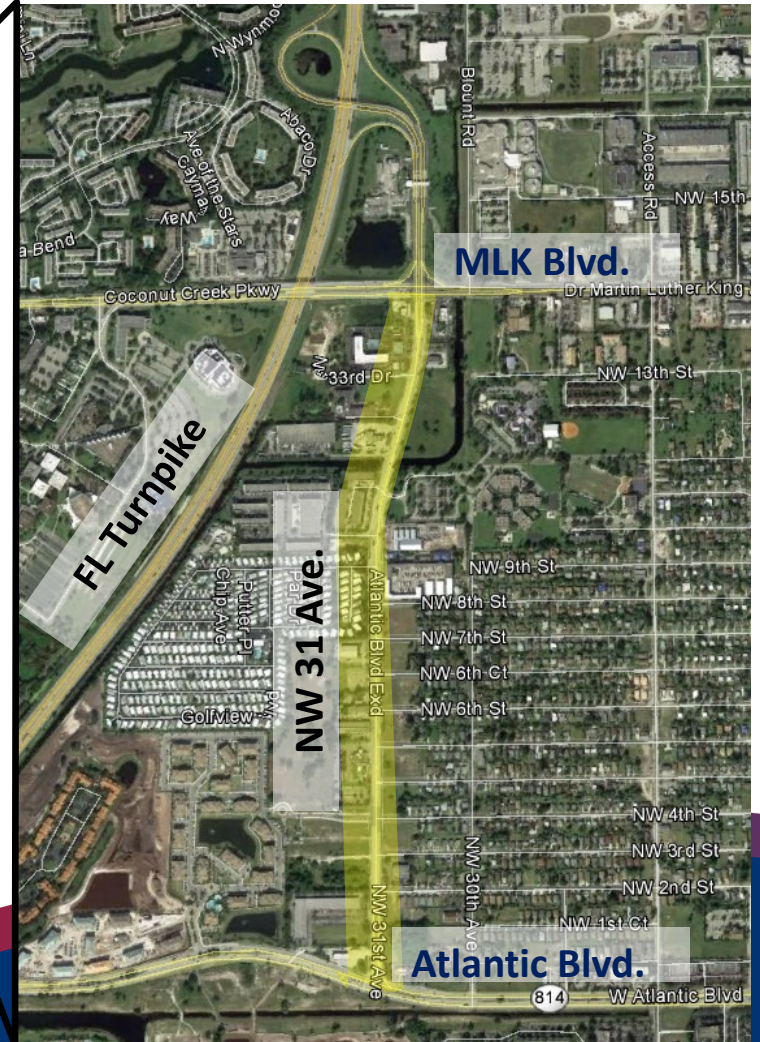 N Wynmoo
Ln
Blount Rd
Abaco Dr
Ave of the Stars
Cayman
Way
Access Rd
NW 15th
a Bend
MLK Blvd.
Coconut Creek Pkwy
Dr Martin Luther King
33rd Dr
NW 13th St
FL Turnpike
NW 31 Ave.
NW 9th St
Atlantic Blvd Exd
Putter Pl
Chip Ave
Par Dr
NW 8th St
NW 7th St
NW 6th Ct
NW 6th St
Golfview
NW 4th St
NW 3rd St
NW 2nd St
NW 30th Ave
NW 1st Ct
NW 31st Ave
Atlantic Blvd.
814
W Atlantic Blvd